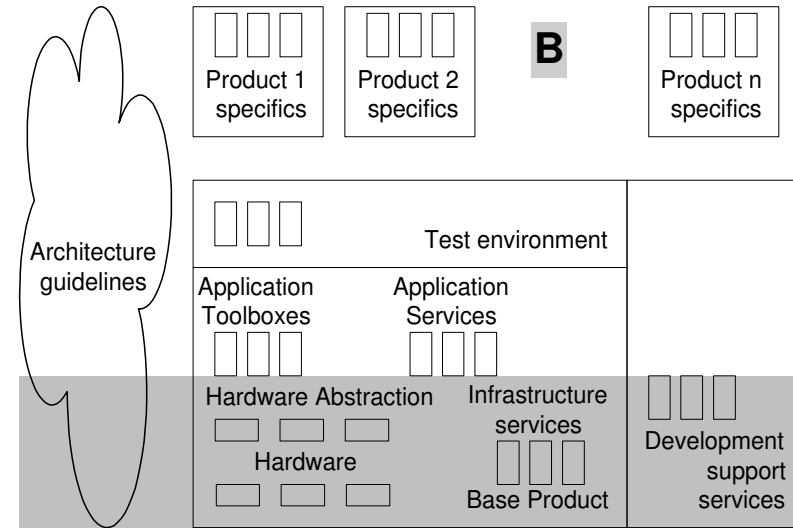 Product 1
specifics
Product 2
specifics
B
Product n
specifics
Architecture
guidelines
Test environment
Application
Toolboxes
Application
Services
Hardware Abstraction
Infrastructure
services
Hardware
Base Product
Development
support
services